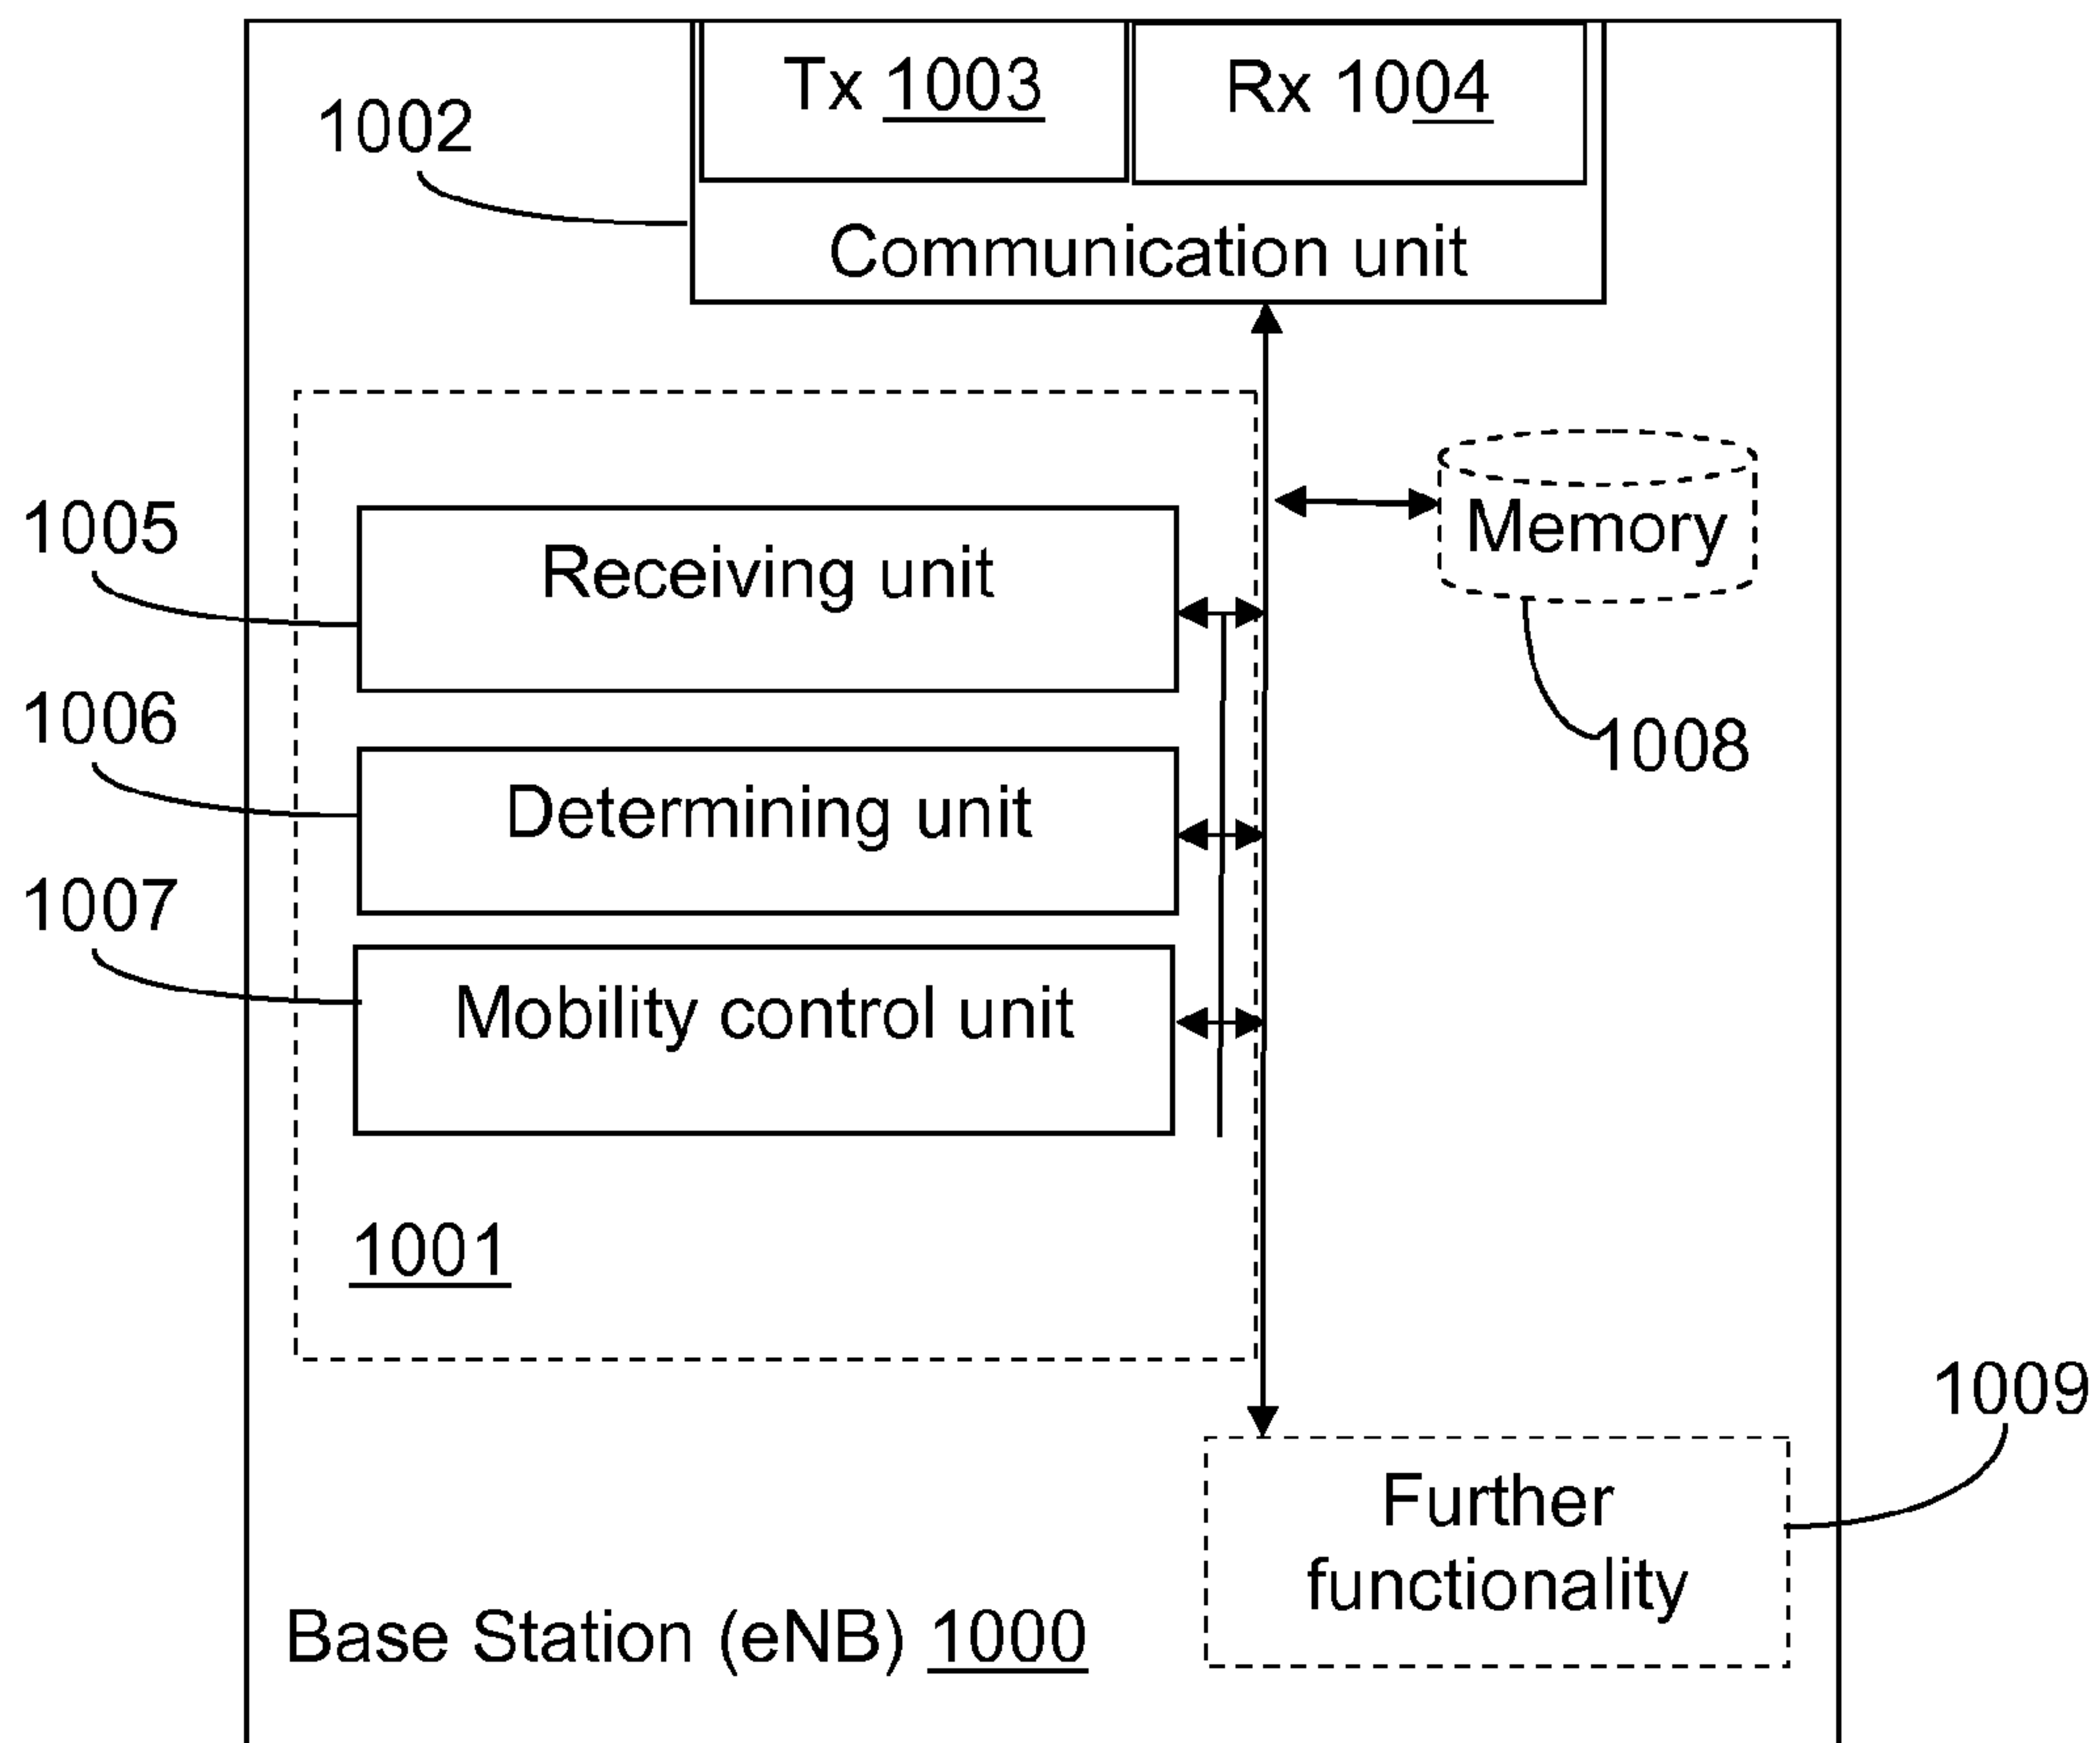 Tx 1003
Rx 1004
1002
Communication unit
1005
Receiving unit
Memory
1006
1008
Determining unit
1007
Mobility control unit
1001
1009
Further
functionality
Base Station (eNB) 1000